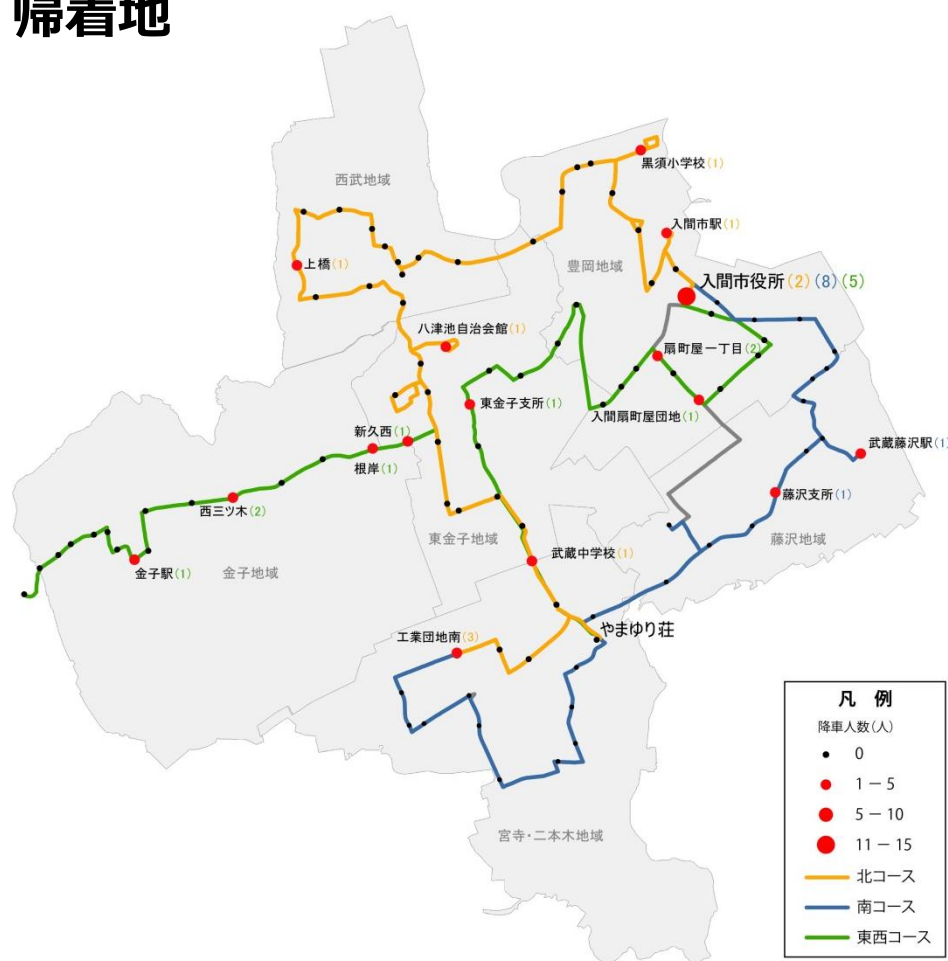 帰着地
黒須小学校(1)
西武地域
入間市駅(1)
上橋(1)
豊岡地域
入間市役所(2)(8)(5)
八津池自治会館(1)
扇町屋一丁目(2)
東金子支所(1)
入間扇町屋団地(1)
新久西(1)
武蔵藤沢駅(1)
根岸(1)
藤沢支所(1)
西三ツ木(2)
東金子地域
藤沢地域
武蔵中学校(1)
金子駅(1)
金子地域
やまゆり荘
工業団地南(3)
宮寺・二本木地域
凡 例
降車人数(人)
0
1 － 5
5 － 10
11 － 15
北コース
南コース
東西コース